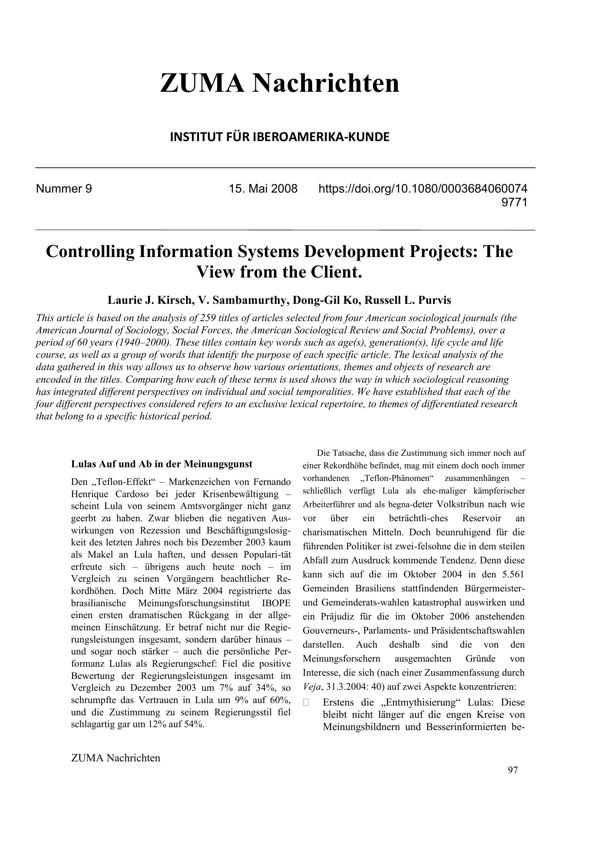 ZUMA Nachrichten
INSTITUT FÜR IBEROAMERIKA-KUNDE
Nummer 9 15. Mai 2008 https://doi.org/10.1080/0003684060074
9771
Controlling Information Systems Development Projects: The
View from the Client.
Laurie J. Kirsch, V. Sambamurthy, Dong-Gil Ko, Russell L. Purvis
This article is based on the analysis of 259 titles of articles selected from four American sociological journals (the
American Journal of Sociology, Social Forces, the American Sociological Review and Social Problems), over a
period of 60 years (1940–2000). These titles contain key words such as age(s), generation(s), life cycle and life
course, as well as a group of words that identify the purpose of each specific article. The lexical analysis of the
data gathered in this way allows us to observe how various orientations, themes and objects of research are
encoded in the titles. Comparing how each of these terms is used shows the way in which sociological reasoning
has integrated different perspectives on individual and social temporalities. We have established that each of the
four different perspectives considered refers to an exclusive lexical repertoire, to themes of differentiated research
that belong to a specific historical period.
Lulas Auf und Ab in der Meinungsgunst
Den „Teflon-Effekt“ – Markenzeichen von Fernando
Henrique Cardoso bei jeder Krisenbewältigung –
scheint Lula von seinem Amtsvorgänger nicht ganz
geerbt zu haben. Zwar blieben die negativen Aus-
wirkungen von Rezession und Beschäftigungslosig-
keit des letzten Jahres noch bis Dezember 2003 kaum
als Makel an Lula haften, und dessen Populari-tät
erfreute sich – übrigens auch heute noch – im
Vergleich zu seinen Vorgängern beachtlicher Re-
kordhöhen. Doch Mitte März 2004 registrierte das
brasilianische Meinungsforschungsinstitut IBOPE
einen ersten dramatischen Rückgang in der allge-
meinen Einschätzung. Er betraf nicht nur die Regie-
rungsleistungen insgesamt, sondern darüber hinaus –
und sogar noch stärker – auch die persönliche Per-
formanz Lulas als Regierungschef: Fiel die positive
Bewertung der Regierungsleistungen insgesamt im
Vergleich zu Dezember 2003 um 7% auf 34%, so
schrumpfte das Vertrauen in Lula um 9% auf 60%,
und die Zustimmung zu seinem Regierungsstil fiel
schlagartig gar um 12% auf 54%.
Die Tatsache, dass die Zustimmung sich immer noch auf
einer Rekordhöhe befindet, mag mit einem doch noch immer
vorhandenen „Teflon-Phänomen“ zusammenhängen –
schließlich verfügt Lula als ehe-maliger kämpferischer
Arbeiterführer und als begna-deter Volkstribun nach wie
vor über ein beträchtli-ches Reservoir an
charismatischen Mitteln. Doch beunruhigend für die
führenden Politiker ist zwei-felsohne die in dem steilen
Abfall zum Ausdruck kommende Tendenz. Denn diese
kann sich auf die im Oktober 2004 in den 5.561
Gemeinden Brasiliens stattfindenden Bürgermeister-
und Gemeinderats-wahlen katastrophal auswirken und
ein Präjudiz für die im Oktober 2006 anstehenden
Gouverneurs-, Parlaments- und Präsidentschaftswahlen
darstellen. Auch deshalb sind die von den
Meinungsforschern ausgemachten Gründe von
Interesse, die sich (nach einer Zusammenfassung durch
Veja, 31.3.2004: 40) auf zwei Aspekte konzentrieren:
Erstens die „Entmythisierung“ Lulas: Diese
bleibt nicht länger auf die engen Kreise von
Meinungsbildnern und Besserinformierten be-
ZUMA Nachrichten
97